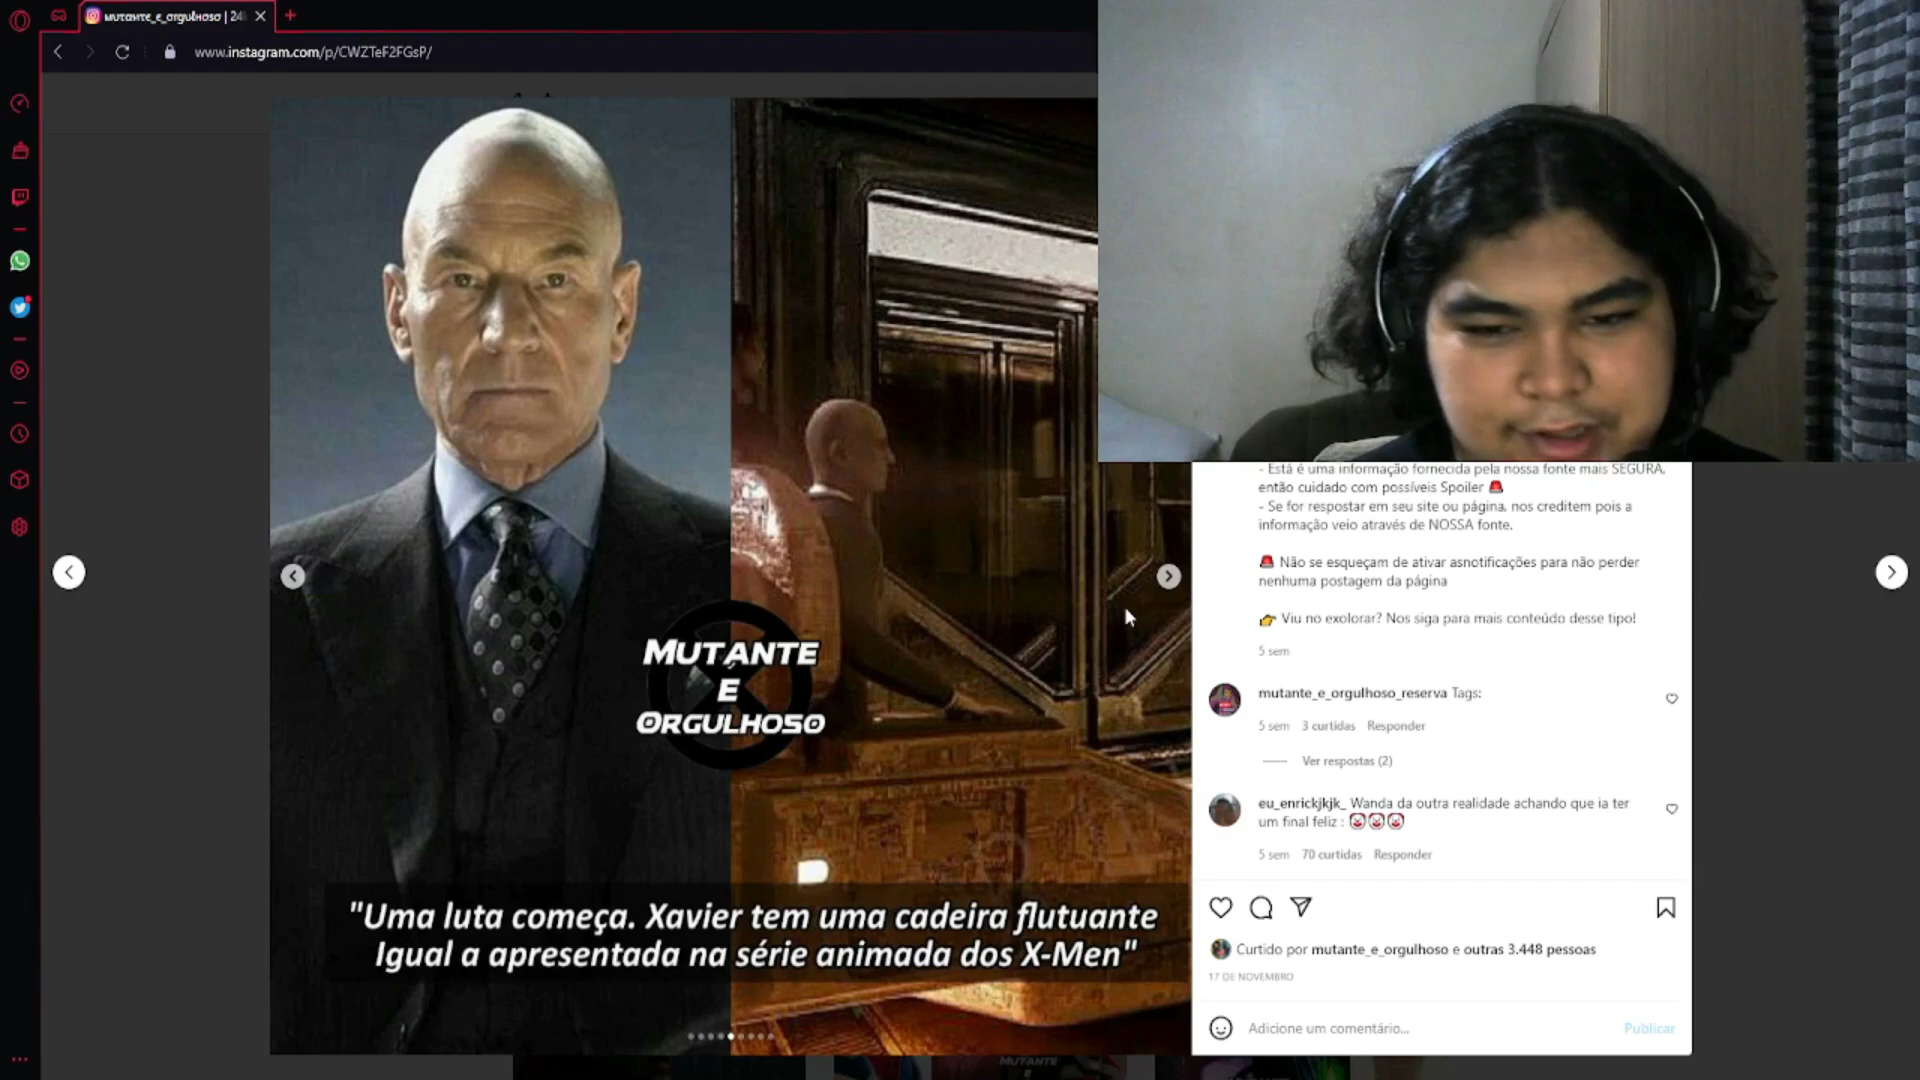 мυтαитε_e_σrgυℓнσѕσ | 24
www.instagram.com/p/CWZTeF2FGsP/
MUTANTE
É
ORGULHOSO
"Uma luta começa. Xavier tem uma cadeira flutuante
Igual a apresentada na série animada dos X-Men"
- Está é uma informação fornecida pela nossa fonte mais SEGURA,
então cuidado com possíveis Spoiler 🚨
- Se for respostar em seu site ou página, nos creditem pois a
informação veio através de NOSSA fonte.
🚨 Não se esqueçam de ativar asnotificações para não perder
nenhuma postagem da página
👉 Viu no exolorar? Nos siga para mais conteúdo desse tipo!
5 sem
mutante_e_orgulhoso_reserva Tags:
5 sem 3 curtidas Responder
Ver respostas (2)
eu_enrickjkjk_ Wanda da outra realidade achando que ia ter
um final feliz : 🤡🤡🤡
5 sem 70 curtidas Responder
Curtido por mutante_e_orgulhoso e outras 3.448 pessoas
17 DE NOVEMBRO
Adicione um comentário...
Publicar
MUTANTE